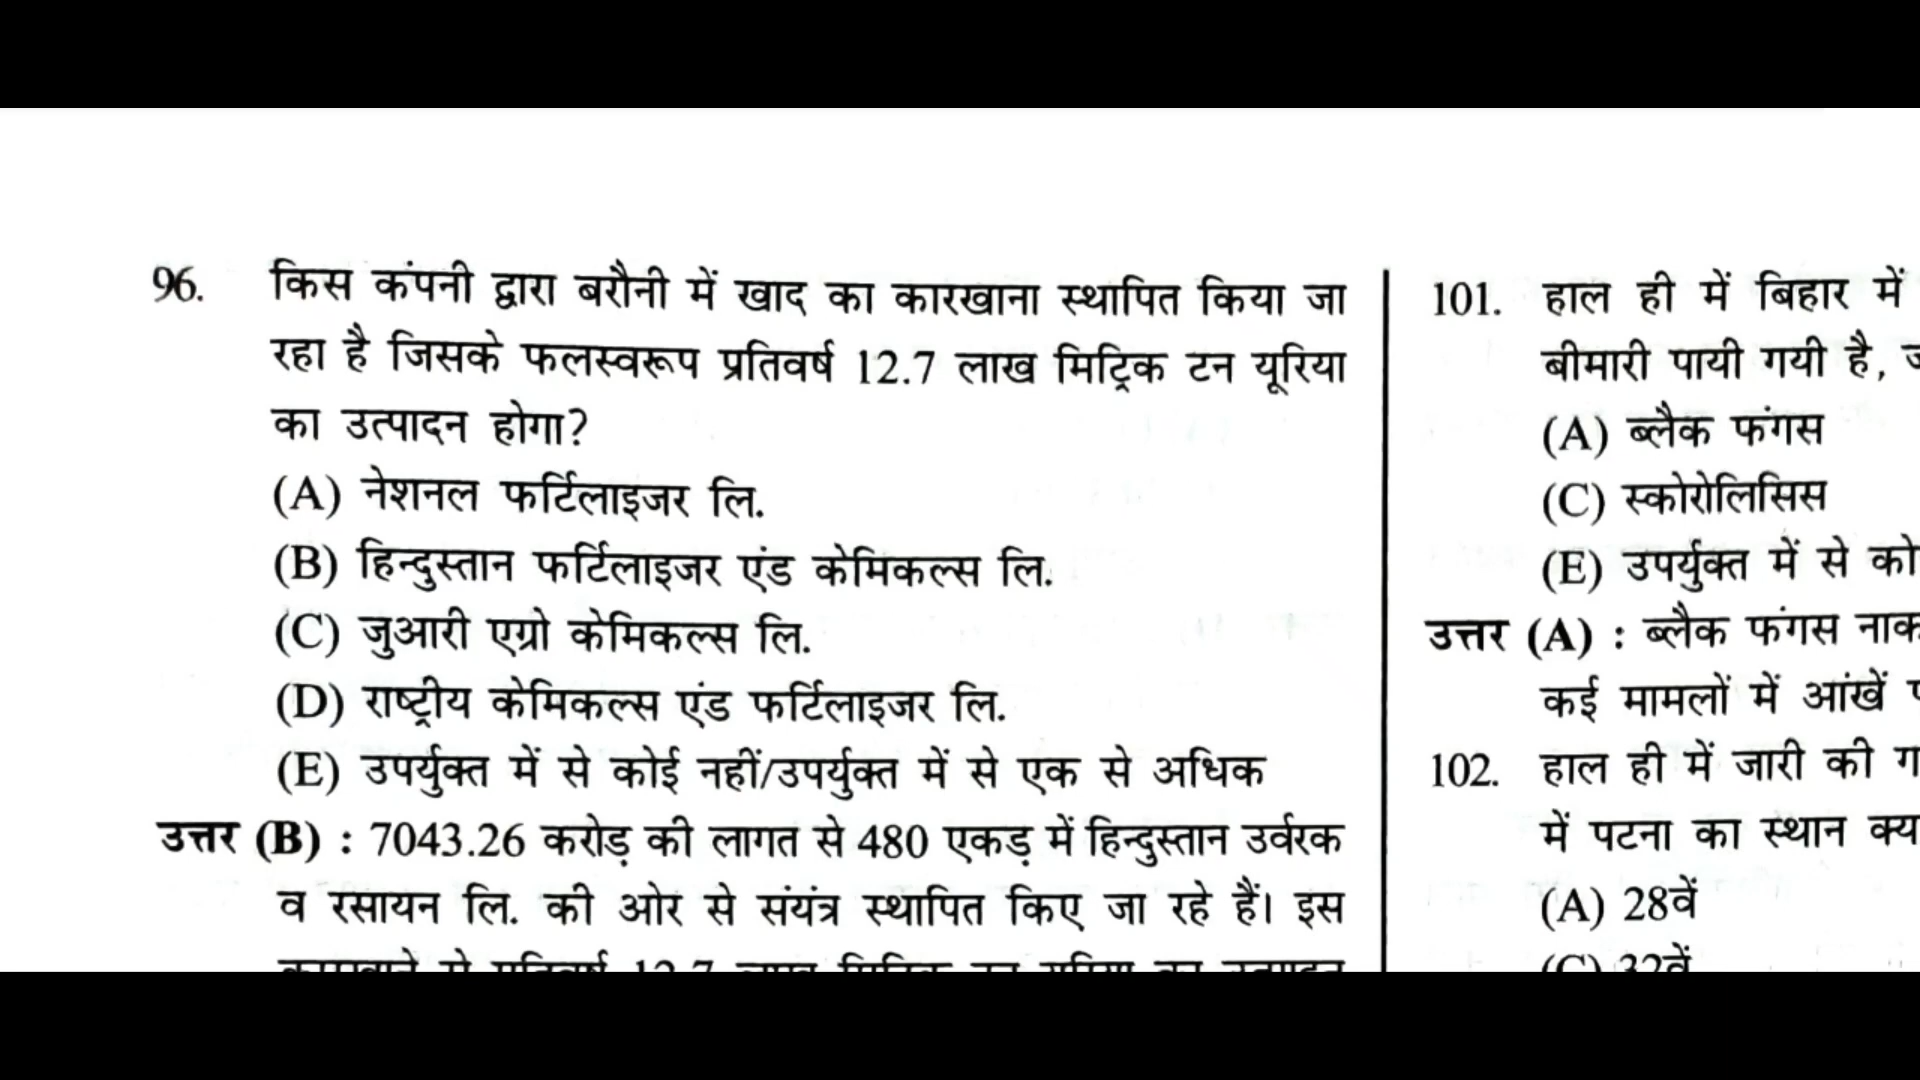 96. किस कंपनी द्वारा बरौनी में खाद का कारखाना स्थापित किया जा
रहा है जिसके फलस्वरूप प्रतिवर्ष 12.7 लाख मिट्रिक टन यूरिया
का उत्पादन होगा?
(A) नेशनल फर्टिलाइजर लि.
(B) हिन्दुस्तान फर्टिलाइजर एंड केमिकल्स लि.
(C) जुआरी एग्रो केमिकल्स लि.
(D) राष्ट्रीय केमिकल्स एंड फर्टिलाइजर लि.
(E) उपर्युक्त में से कोई नहीं/उपर्युक्त में से एक से अधिक
उत्तर (B) : 7043.26 करोड़ की लागत से 480 एकड़ में हिन्दुस्तान उर्वरक
व रसायन लि. की ओर से संयंत्र स्थापित किए जा रहे हैं। इस
101. हाल ही में बिहार में
बीमारी पायी गयी है,
(A) ब्लैक फंगस
(C) स्कोरोलिसिस
(E) उपर्युक्त में से
उत्तर (A) : ब्लैक फंगस
कई मामलों में आंखें
102. हाल ही में जारी की
में पटना का स्थान
(A) 28वें
(C) 32वें